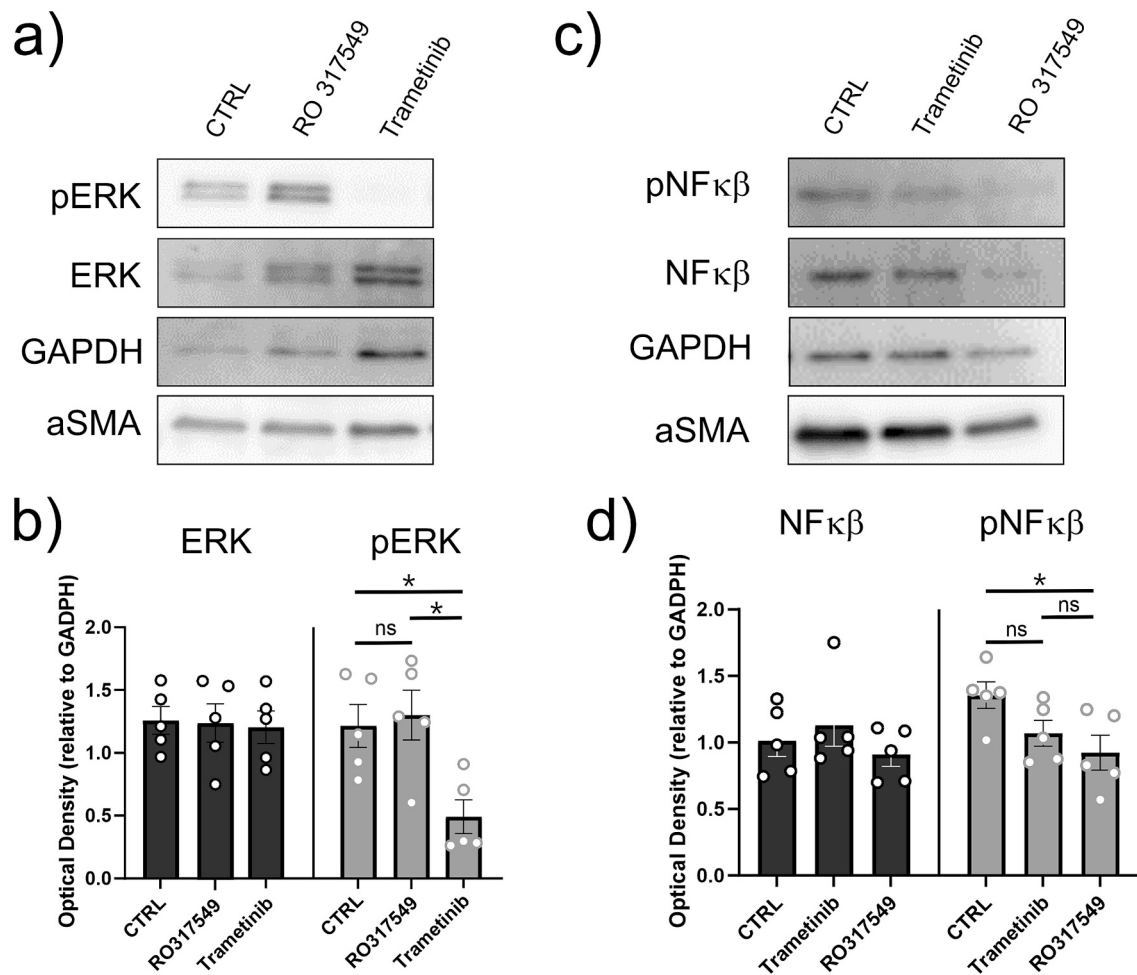 a)
CTRL
RO 317549
Trametinib
pERK
ERK
GAPDH
aSMA
c)
CTRL
Trametinib
RO 317549
pNFκβ
NFκβ
GAPDH
aSMA
b)
ERK
pERK
Optical Density (relative to GADPH)
2.0
1.5
1.0
0.5
0.0
*
*
ns
CTRL
RO317549
Trametinib
CTRL
RO317549
Trametinib
d)
NFκβ
pNFκβ
Optical Density (relative to GADPH)
2.0
1.5
1.0
0.5
0.0
*
ns
ns
CTRL
Trametinib
RO317549
CTRL
Trametinib
RO317549